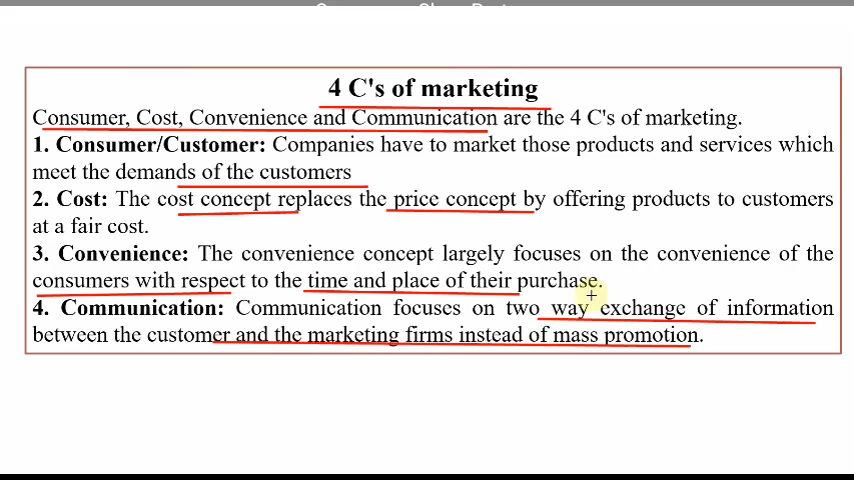 4 C's of marketing
Consumer, Cost, Convenience and Communication are the 4 C's of marketing.
1. Consumer/Customer: Companies have to market those products and services which
meet the demands of the customers
2. Cost: The cost concept replaces the price concept by offering products to customers
at a fair cost.
3. Convenience: The convenience concept largely focuses on the convenience of the
consumers with respect to the time and place of their purchase.
4. Communication: Communication focuses on two way exchange of information
between the customer and the marketing firms instead of mass promotion.